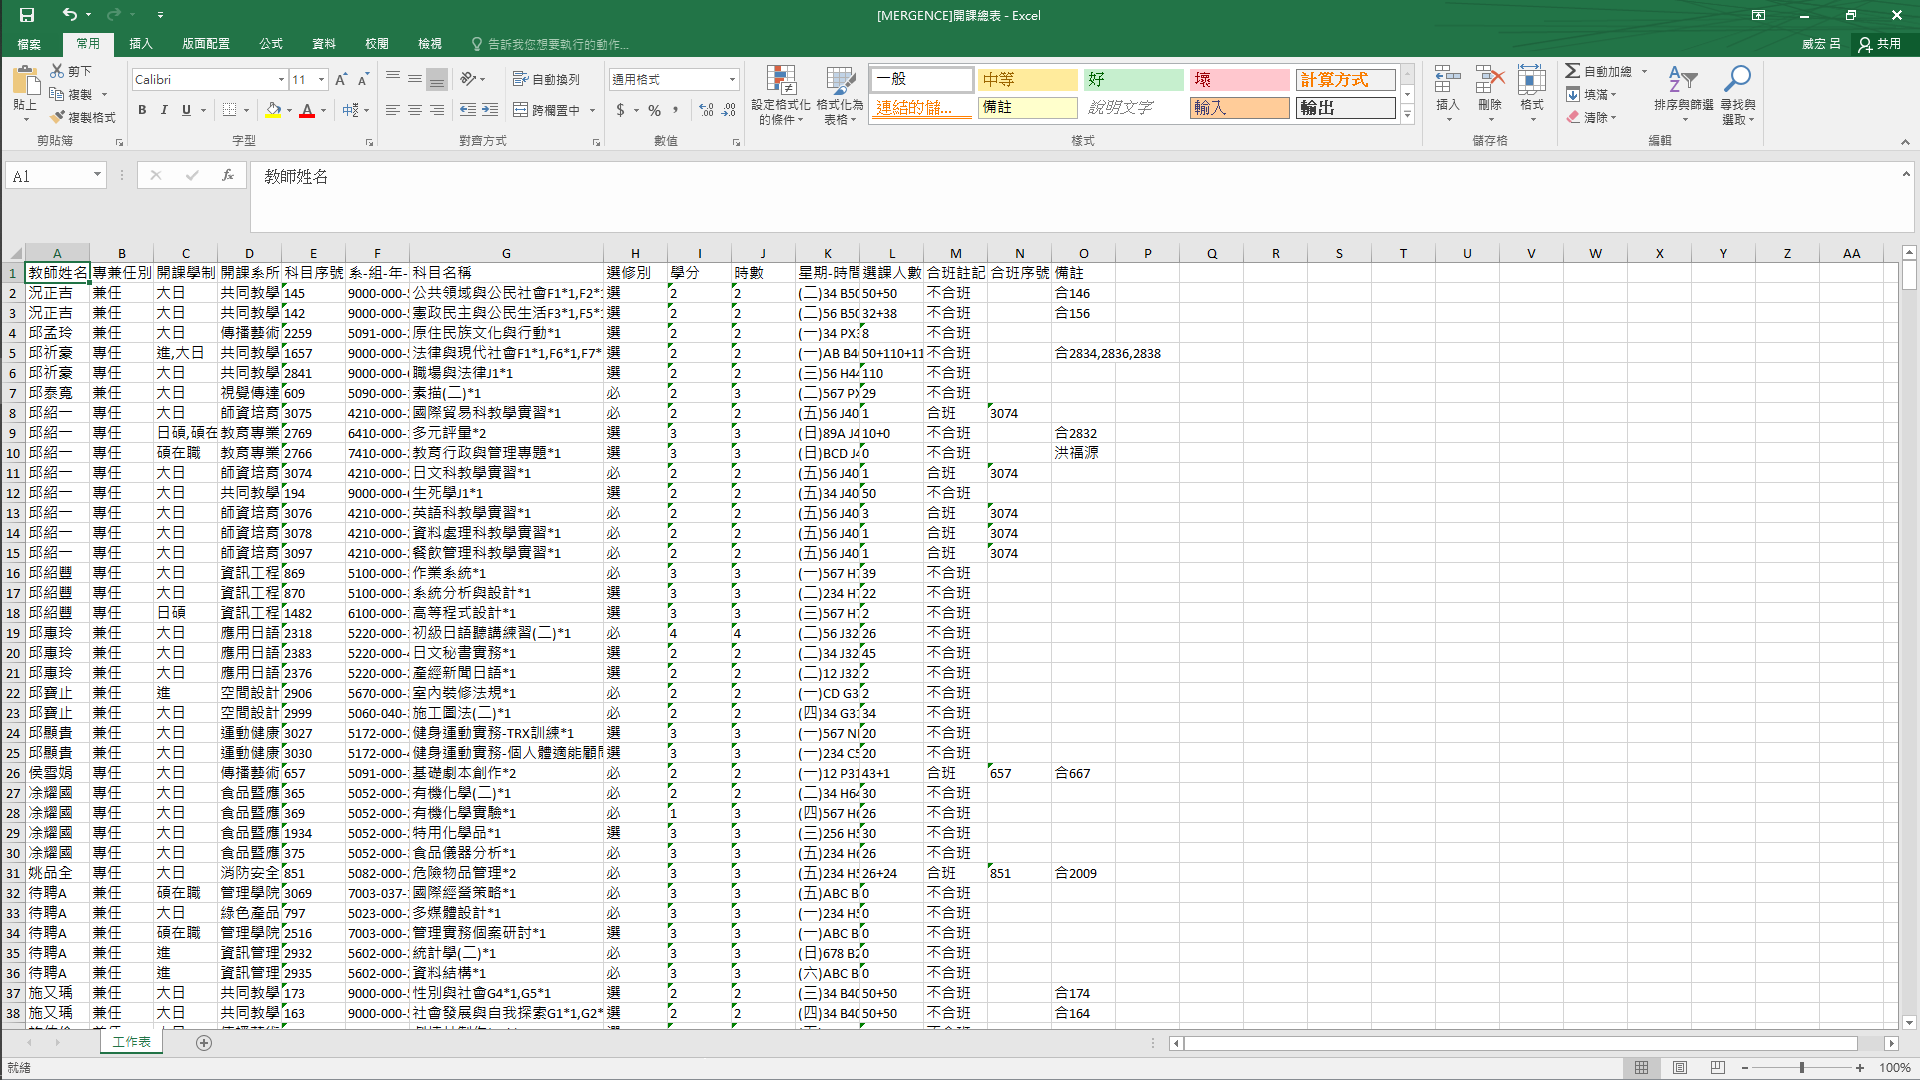 [MERGENCE]開課總表 - Excel
檔案 常用 插入 版面配置 公式 資料 校閱 檢視 告訴我您想要執行的動作... 威宏 呂 共用
貼上 剪下 複製 複製格式 剪貼簿
Calibri 11 B I U A 字型
自動換列 跨欄置中 對齊方式
通用格式 $ % , 數值
設定格式化的條件 格式化為表格
一般 中等 好 壞 計算方式
連結的儲... 備註 說明文字 輸入 輸出
樣式
插入 刪除 格式 儲存格
自動加總 填滿 清除 排序與篩選 尋找與選取 編輯
A1 fx 教師姓名
A B C D E F G H I J K L M N O P Q R S T U V W X Y Z AA
1 教師姓名 專兼任別 開課學制 開課系所 科目序號 系-組-年- 科目名稱 選修別 學分 時數 星期-時間 選課人數 合班註記 合班序號 備註
2 況正吉 兼任 大日 共同教學 145 9000-000- 公共領域與公民社會F1*1,F2* 選 2 2 (二)34 B50 50+50 不合班 合146
3 況正吉 兼任 大日 共同教學 142 9000-000- 憲政民主與公民生活F3*1,F5* 選 2 2 (二)56 B50 32+38 不合班 合156
4 邱孟玲 兼任 大日 傳播藝術 2259 5091-000- 原住民族文化與行動*1 選 2 2 (一)34 PX 8 不合班
5 邱祈豪 專任 進,大日 共同教學 1657 9000-000- 法律與現代社會F1*1,F6*1,F7* 選 2 2 (一)AB B4 50+110+11 不合班 合2834,2836,2838
6 邱祈豪 專任 大日 共同教學 2841 9000-000- 職場與法律J1*1 選 2 2 (三)56 H44 110 不合班
7 邱泰寬 兼任 大日 視覺傳達 609 5090-000- 素描(二)*1 必 2 3 (二)567 PX 29 不合班
8 邱紹一 專任 大日 師資培育 3075 4210-000- 國際貿易科教學實習*1 必 2 2 (五)56 J40 1 合班 3074
9 邱紹一 專任 日碩,碩在 教育專業 2769 6410-000- 多元評量*2 選 3 3 (日)89A J4 10+0 不合班 合2832
10 邱紹一 專任 碩在職 教育專業 2766 7410-000- 教育行政與管理專題*1 選 3 3 (日)BCD J4 0 不合班 洪福源
11 邱紹一 專任 大日 師資培育 3074 4210-000- 日文科教學實習*1 必 2 2 (五)56 J40 1 合班 3074
12 邱紹一 專任 大日 共同教學 194 9000-000- 生死學J1*1 選 2 2 (五)34 J40 50 不合班
13 邱紹一 專任 大日 師資培育 3076 4210-000- 英語科教學實習*1 必 2 2 (五)56 J40 3 合班 3074
14 邱紹一 專任 大日 師資培育 3078 4210-000- 資料處理科教學實習*1 必 2 2 (五)56 J40 1 合班 3074
15 邱紹一 專任 大日 師資培育 3097 4210-000- 餐飲管理科教學實習*1 必 2 2 (五)56 J40 1 合班 3074
16 邱紹豐 專任 大日 資訊工程 869 5100-000- 作業系統*1 必 3 3 (一)567 H7 39 不合班
17 邱紹豐 專任 大日 資訊工程 870 5100-000- 系統分析與設計*1 選 3 3 (二)234 H7 22 不合班
18 邱紹豐 專任 日碩 資訊工程 1482 6100-000- 高等程式設計*1 選 3 3 (三)567 H7 2 不合班
19 邱惠玲 兼任 大日 應用日語 2318 5220-000- 初級日語聽講練習(二)*1 必 4 4 (二)56 J32 26 不合班
20 邱惠玲 兼任 大日 應用日語 2383 5220-000- 日文秘書實務*1 選 2 2 (二)34 J32 45 不合班
21 邱惠玲 兼任 大日 應用日語 2376 5220-000- 產經新聞日語*1 選 2 2 (二)12 J32 2 不合班
22 邱寶止 兼任 進 空間設計 2906 5670-000- 室內裝修法規*1 必 2 2 (一)CD G3 2 不合班
23 邱寶止 兼任 大日 空間設計 2999 5060-040- 施工圖法(二)*1 必 2 2 (四)34 G31 34 不合班
24 邱顯貴 兼任 大日 運動健康 3027 5172-000- 健身運動實務-TRX訓練*1 選 3 3 (一)567 N 20 不合班
25 邱顯貴 兼任 大日 運動健康 3030 5172-000- 健身運動實務-個人體適能顧問 選 3 3 (一)234 C5 20 不合班
26 侯雪娟 專任 大日 傳播藝術 657 5091-000- 基礎劇本創作*2 必 2 2 (一)12 P31 43+1 合班 657 合667
27 凃耀國 專任 大日 食品暨應 365 5052-000- 有機化學(二)*1 必 2 2 (二)34 H64 30 不合班
28 凃耀國 專任 大日 食品暨應 369 5052-000- 有機化學實驗*1 必 1 3 (四)567 H6 26 不合班
29 凃耀國 專任 大日 食品暨應 1934 5052-000- 特用化學品*1 選 3 3 (三)256 H5 30 不合班
30 凃耀國 專任 大日 食品暨應 375 5052-000- 食品儀器分析*1 必 3 3 (五)234 H6 26 不合班
31 姚品全 專任 大日 消防安全 851 5082-000- 危險物品管理*2 必 3 3 (五)234 H5 26+24 合班 851 合2009
32 待聘A 兼任 碩在職 管理學院 3069 7003-037- 國際經營策略*1 必 3 3 (五)ABC B 0 不合班
33 待聘A 兼任 大日 綠色產品 797 5023-000- 多媒體設計*1 必 3 3 (一)234 H5 0 不合班
34 待聘A 兼任 碩在職 管理學院 2516 7003-000- 管理實務個案研討*1 選 3 3 (一)ABC B 0 不合班
35 待聘A 兼任 進 資訊管理 2932 5602-000- 統計學(二)*1 必 3 3 (日)678 B2 0 不合班
36 待聘A 兼任 進 資訊管理 2935 5602-000- 資料結構*1 必 3 3 (六)ABC B 0 不合班
37 施又瑀 兼任 大日 共同教學 173 9000-000- 性別與社會G4*1,G5*1 選 2 2 (三)34 B40 50+50 不合班 合174
38 施又瑀 兼任 大日 共同教學 163 9000-000- 社會發展與自我探索G1*1,G2* 選 2 2 (四)34 B40 50+50 不合班 合164
工作表
就緒 100%